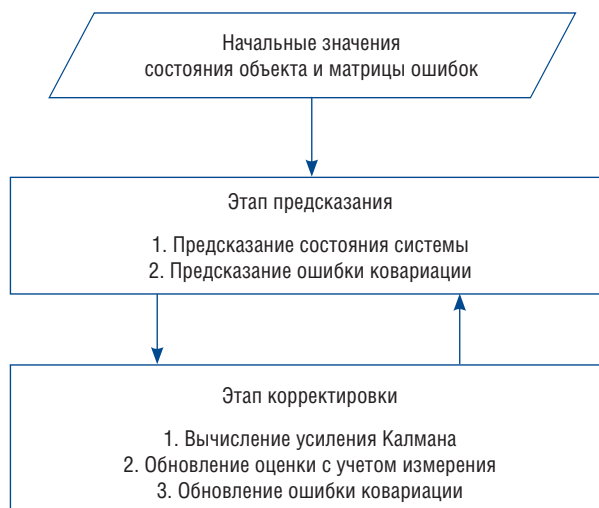 Начальные значения
состояния объекта и матрицы ошибок
Этап предсказания
1. Предсказание состояния системы
2. Предсказание ошибки ковариации
Этап корректировки
1. Вычисление усиления Калмана
2. Обновление оценки с учетом измерения
3. Обновление ошибки ковариации